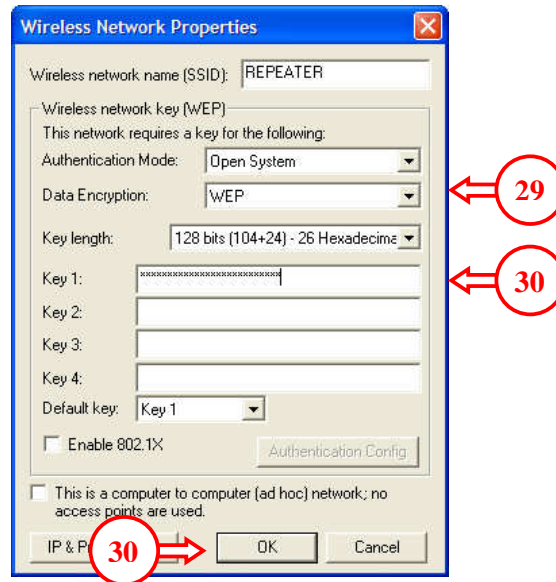 Wireless Network Properties
Wireless network name (SSID): REPEATER
Wireless network key (WEP)
This network requires a key for the following:
Authentication Mode: Open System
Data Encryption: WEP
29
Key length: 128 bits (104+24) - 26 Hexadecima
Key 1: **************************
30
Key 2:
Key 3:
Key 4:
Default key: Key 1
Enable 802.1X
Authentication Config
This is a computer to computer (ad hoc) network; no
access points are used.
IP & P
30
OK
Cancel